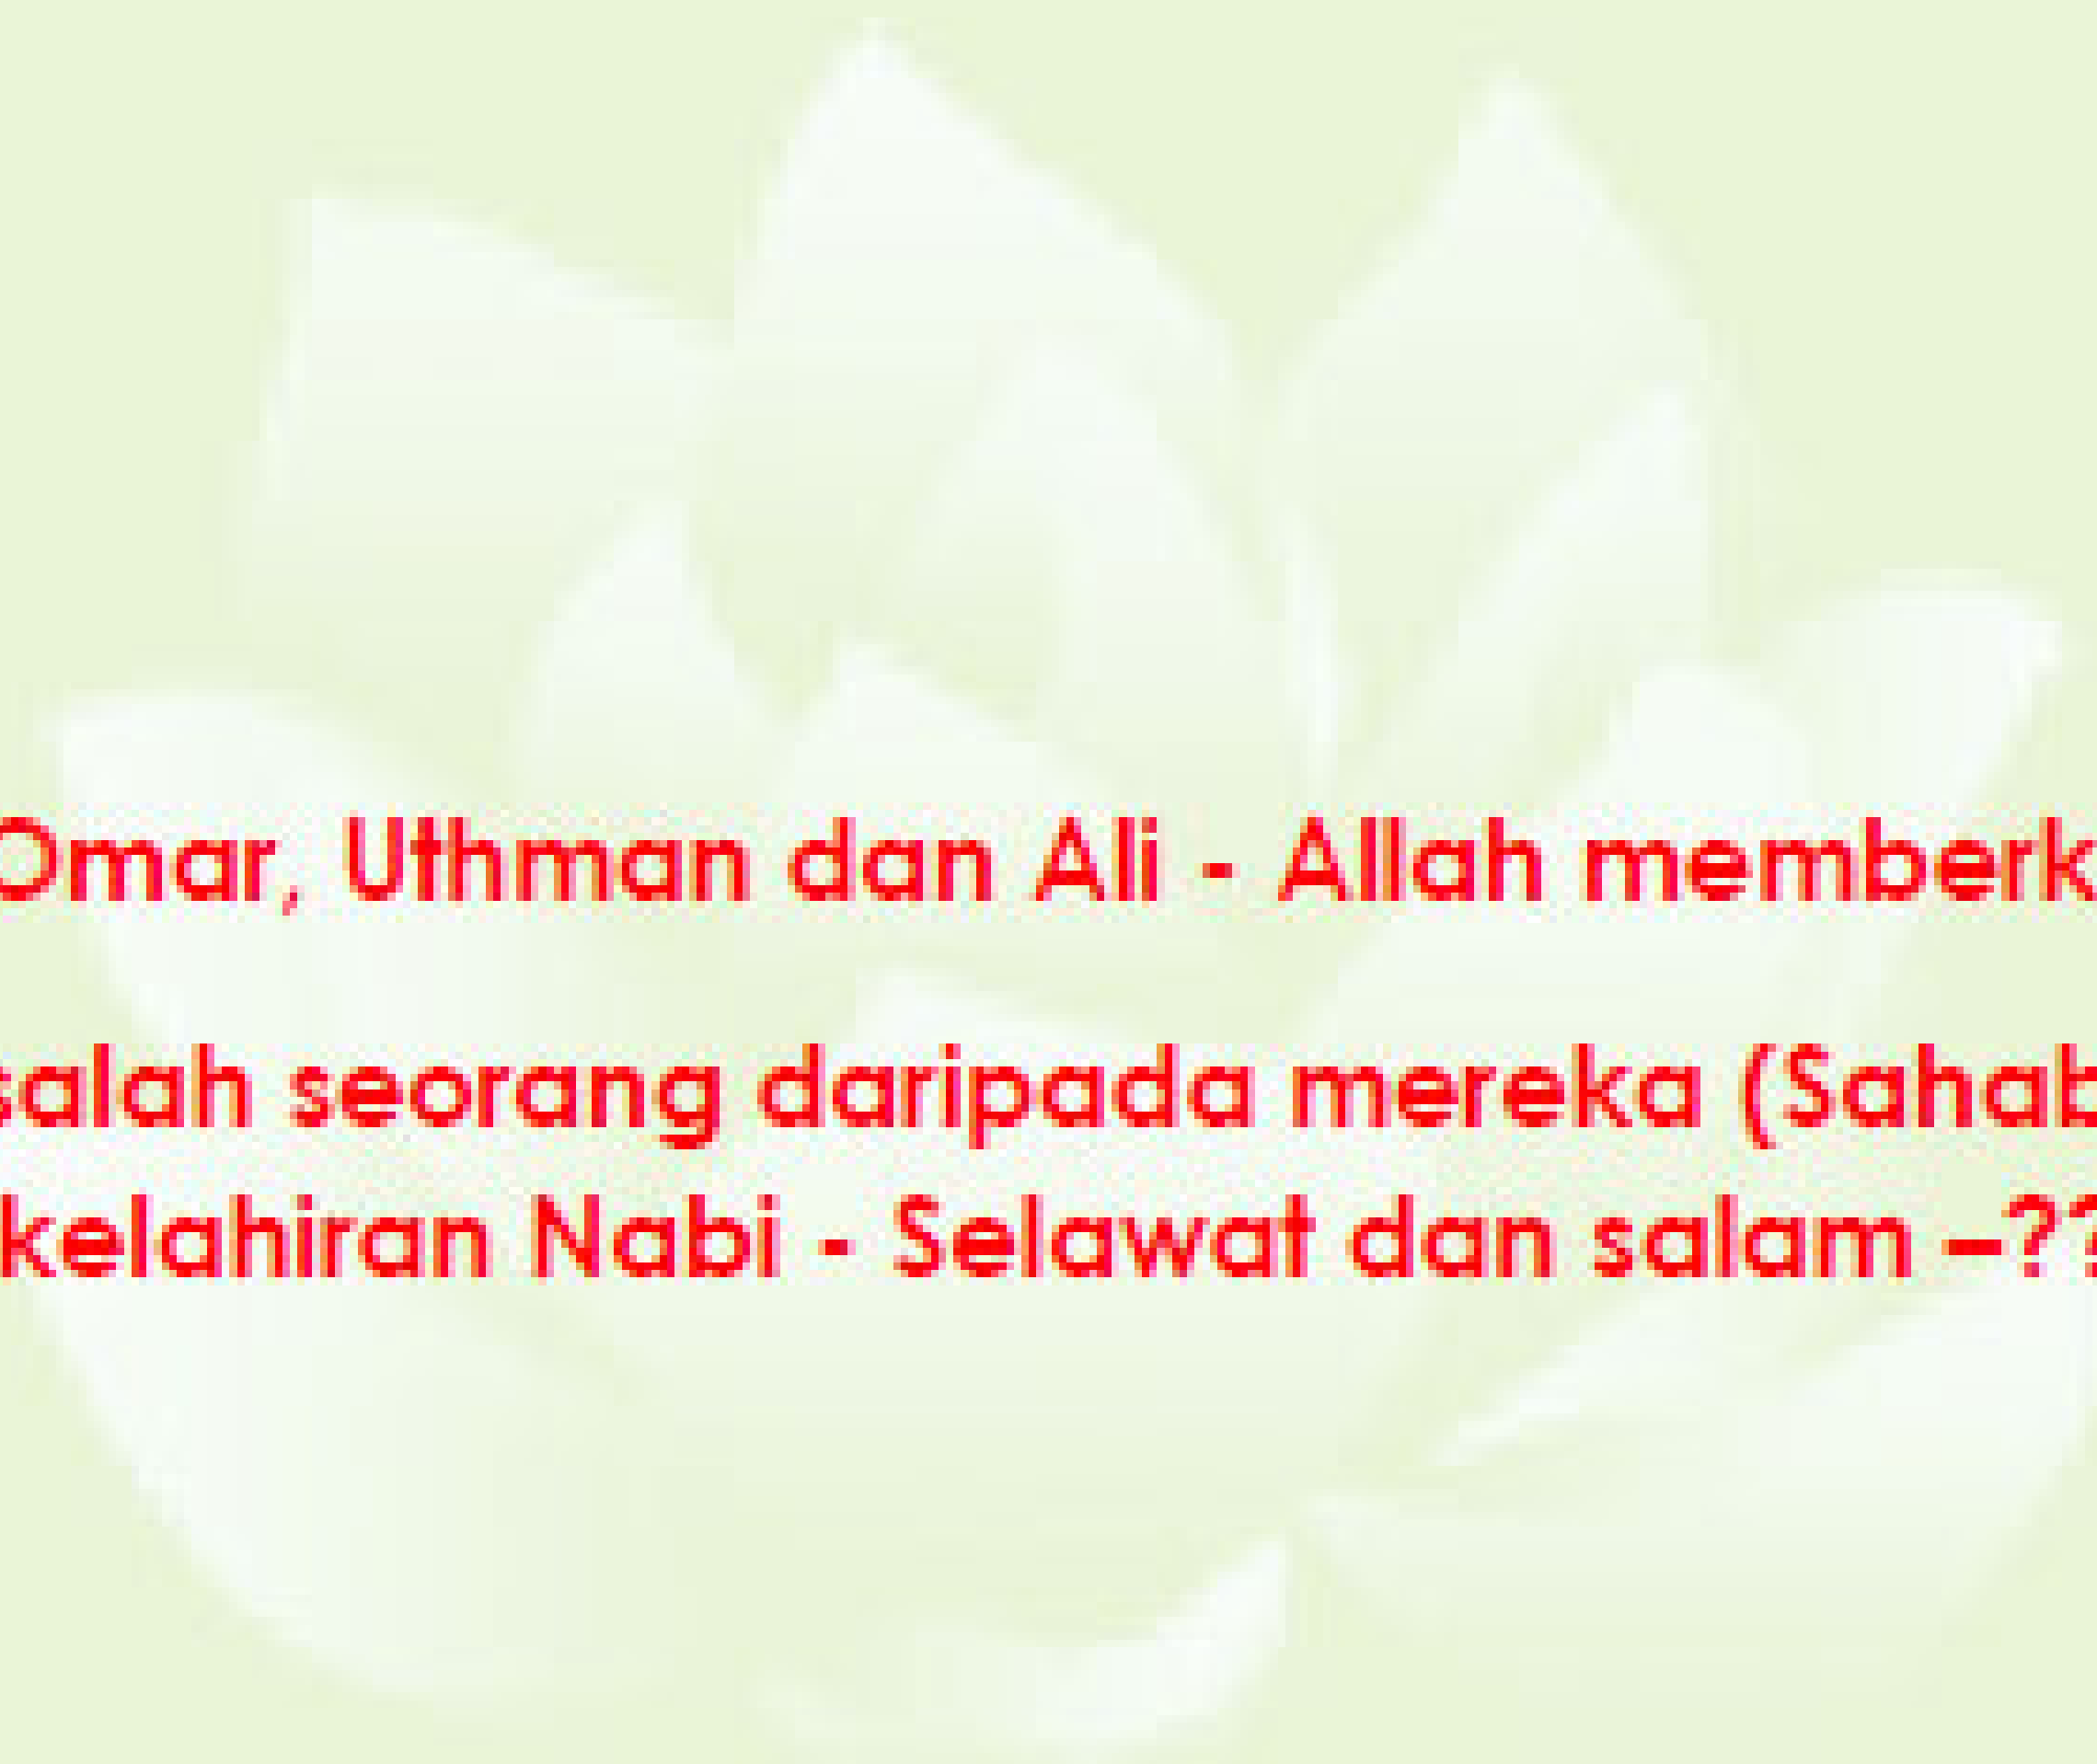 Omar, Uthman dan Ali - Allah memberk
salah seorang daripada mereka (Sahab
kelahiran Nabi - Selawat dan salam –??